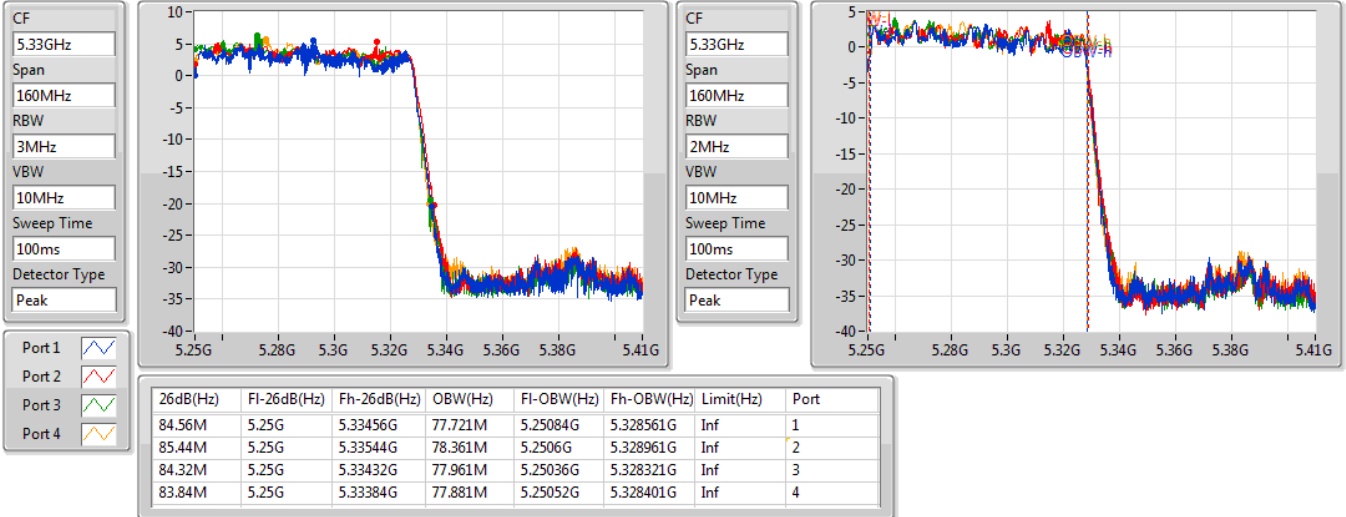 CF
5.33GHz
Span
160MHz
RBW
3MHz
VBW
10MHz
Sweep Time
100ms
Detector Type
Peak
10
5
0
-5
-10
-15
-20
-25
-30
-35
-40
5.25G 5.28G 5.3G 5.32G 5.34G 5.36G 5.38G 5.41G
CF
5.33GHz
Span
160MHz
RBW
2MHz
VBW
10MHz
Sweep Time
100ms
Detector Type
Peak
5
0
-5
-10
-15
-20
-25
-30
-35
-40
5.25G 5.28G 5.3G 5.32G 5.34G 5.36G 5.38G 5.41G
Port 1
Port 2
Port 3
Port 4
26dB(Hz) Fl-26dB(Hz) Fh-26dB(Hz) OBW(Hz) Fl-OBW(Hz) Fh-OBW(Hz) Limit(Hz) Port
84.56M 5.25G 5.33456G 77.721M 5.25084G 5.328561G Inf 1
85.44M 5.25G 5.33544G 78.361M 5.2506G 5.328961G Inf 2
84.32M 5.25G 5.33432G 77.961M 5.25036G 5.328321G Inf 3
83.84M 5.25G 5.33384G 77.881M 5.25052G 5.328401G Inf 4